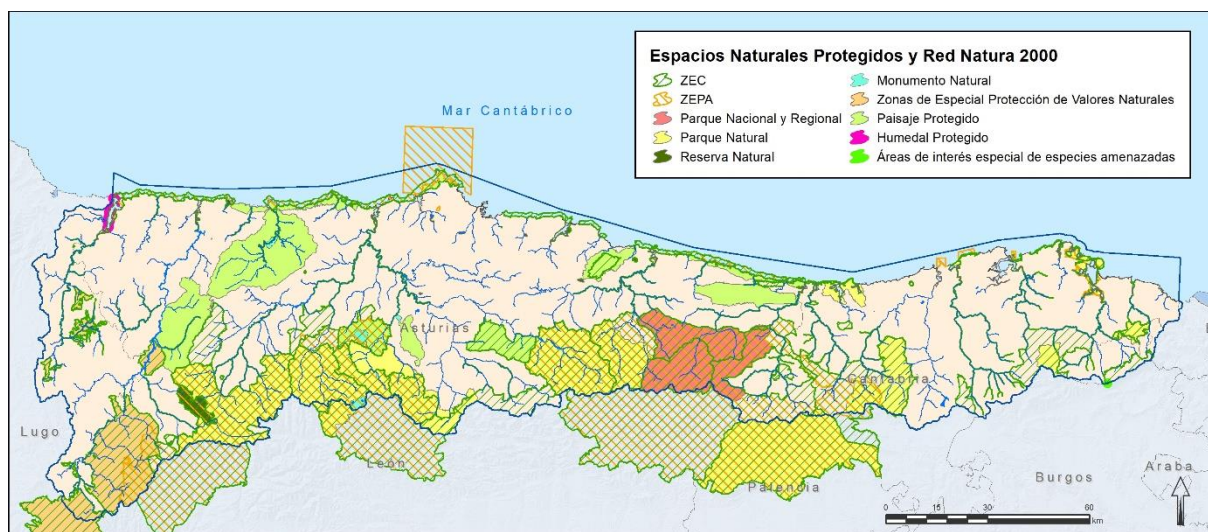 Espacios Naturales Protegidos y Red Natura 2000
ZEC
ZEPA
Parque Nacional y Regional
Parque Natural
Reserva Natural
Monumento Natural
Zonas de Especial Protección de Valores Naturales
Paisaje Protegido
Humedal Protegido
Áreas de interés especial de especies amenazadas
Mar Cantábrico
Asturias
Cantabria
Lugo
León
Palencia
Burgos
Araba
0 15 30 60
km